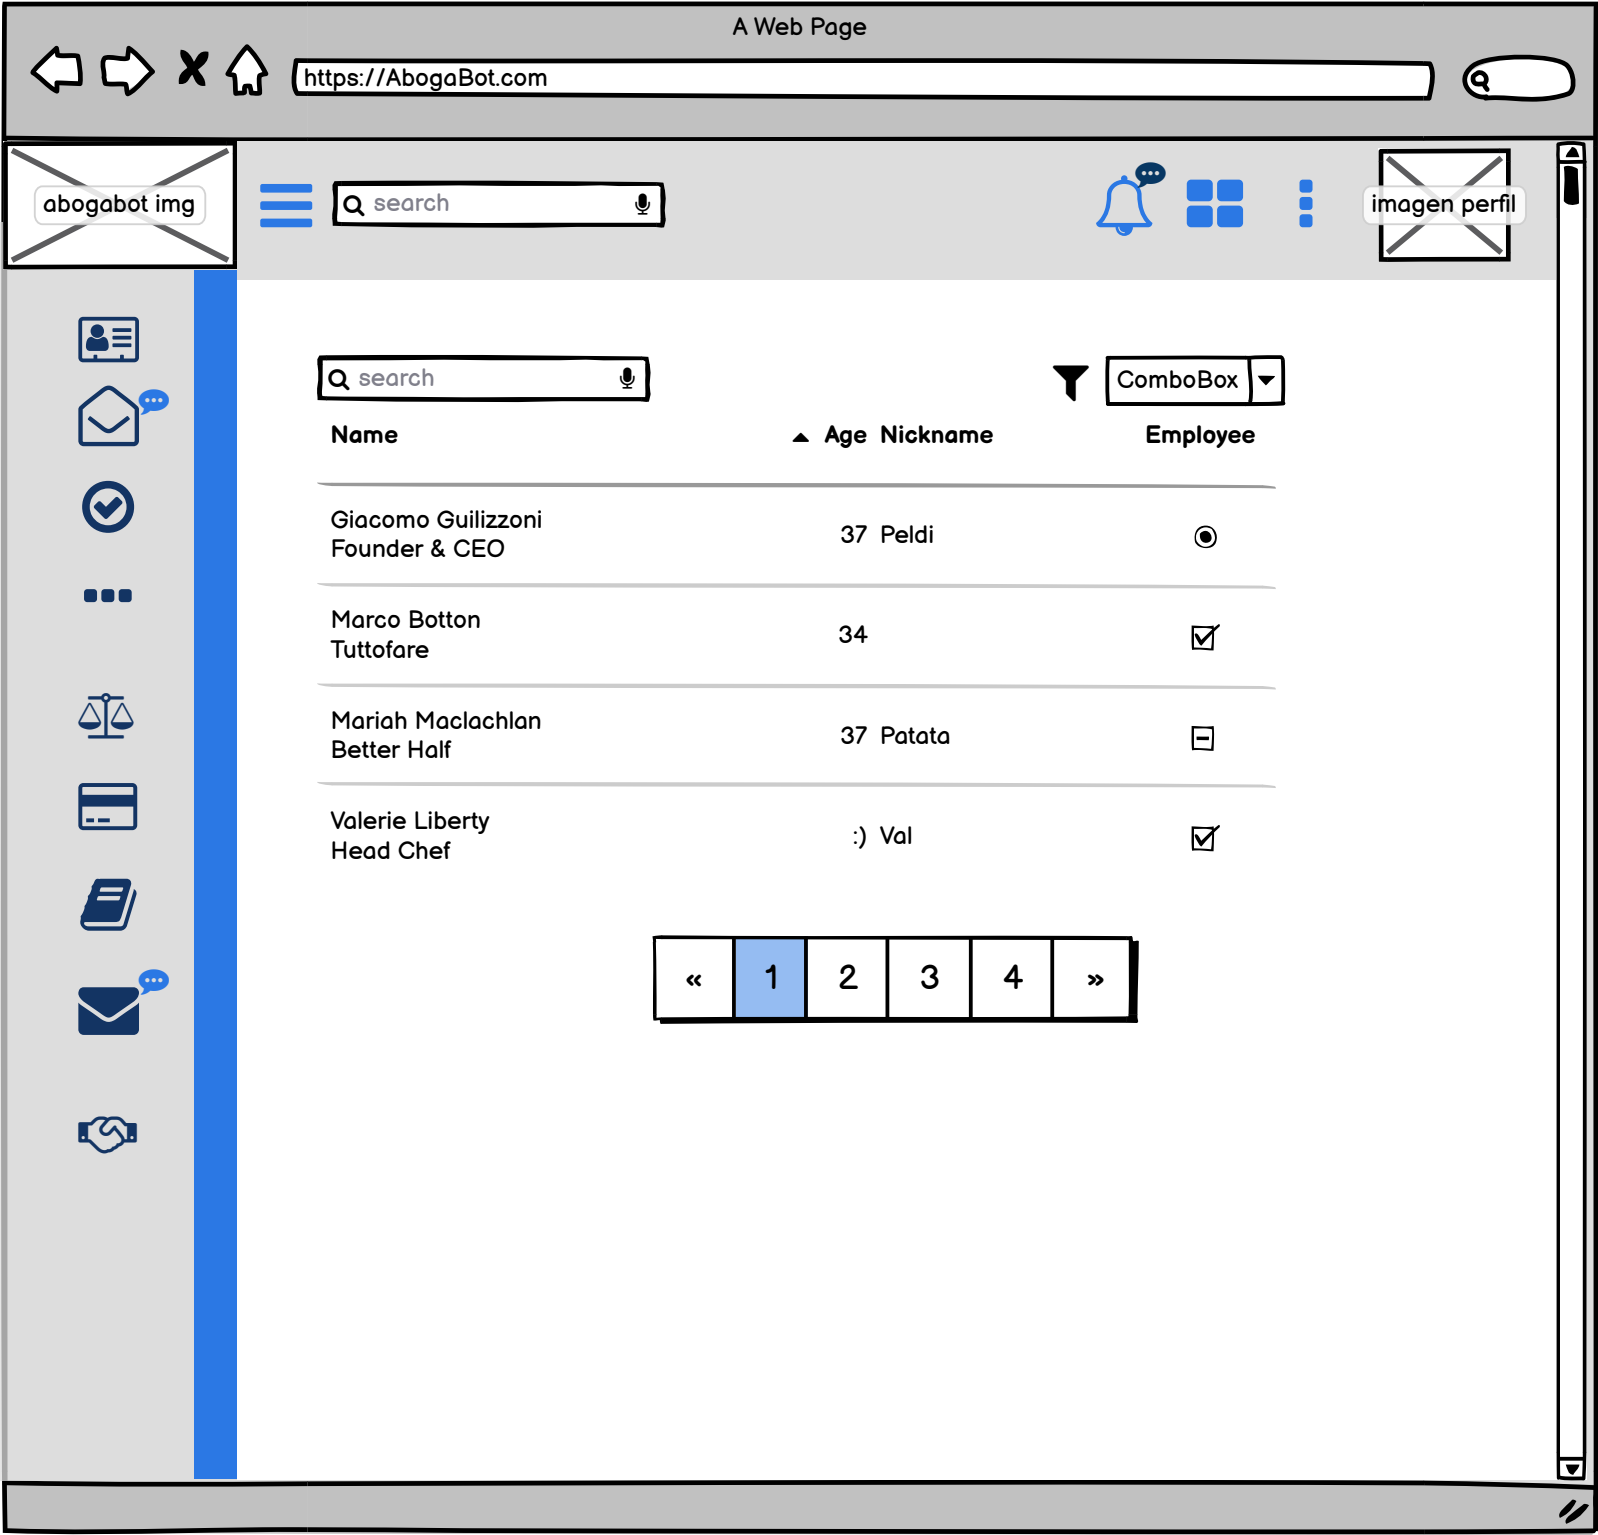 A Web Page
https://AbogaBot.com
abogabot img
search
imagen perfil
search
ComboBox
Name Age Nickname Employee
Giacomo Guilizzoni
Founder & CEO
37 Peldi
Marco Botton
Tuttofare
34
Mariah Maclachlan
Better Half
37 Patata
Valerie Liberty
Head Chef
:) Val
« 1 2 3 4 »